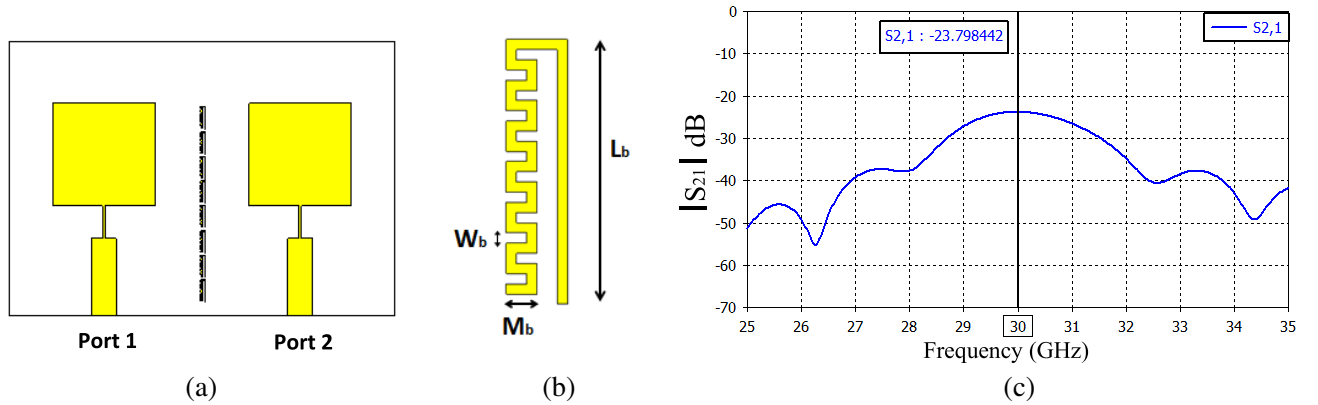 Port 1
Port 2
(a)
Lb
Wb
Mb
(b)
S2,1 : -23.798442
S2,1
0
-10
-20
-30
-40
-50
-60
-70
|S21| dB
25 26 27 28 29 30 31 32 33 34 35
Frequency (GHz)
(c)